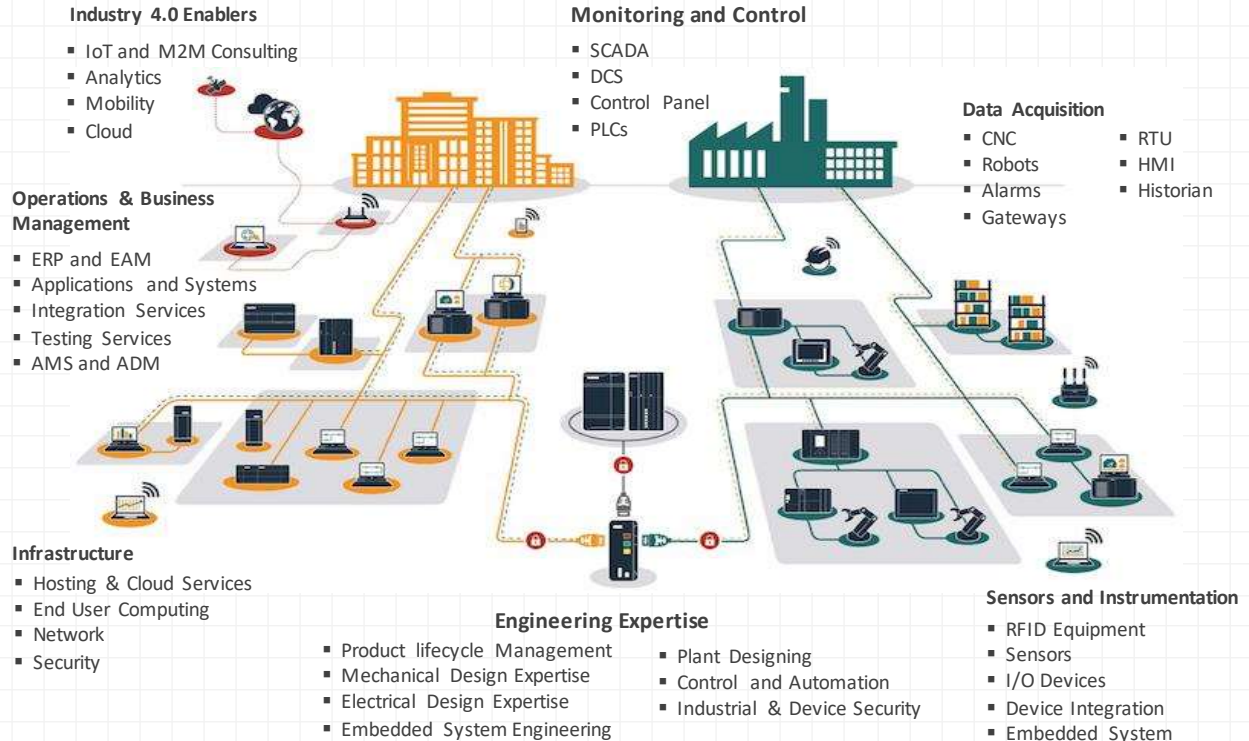 Industry 4.0 Enablers
▪ IoT and M2M Consulting
▪ Analytics
▪ Mobility
▪ Cloud
Monitoring and Control
▪ SCADA
▪ DCS
▪ Control Panel
▪ PLCs
Data Acquisition
▪ CNC
▪ Robots
▪ Alarms
▪ Gateways
▪ RTU
▪ HMI
▪ Historian
Operations & Business
Management
▪ ERP and EAM
▪ Applications and Systems
▪ Integration Services
▪ Testing Services
▪ AMS and ADM
Infrastructure
▪ Hosting & Cloud Services
▪ End User Computing
▪ Network
▪ Security
Engineering Expertise
▪ Product lifecycle Management
▪ Mechanical Design Expertise
▪ Electrical Design Expertise
▪ Embedded System Engineering
▪ Plant Designing
▪ Control and Automation
▪ Industrial & Device Security
Sensors and Instrumentation
▪ RFID Equipment
▪ Sensors
▪ I/O Devices
▪ Device Integration
▪ Embedded System